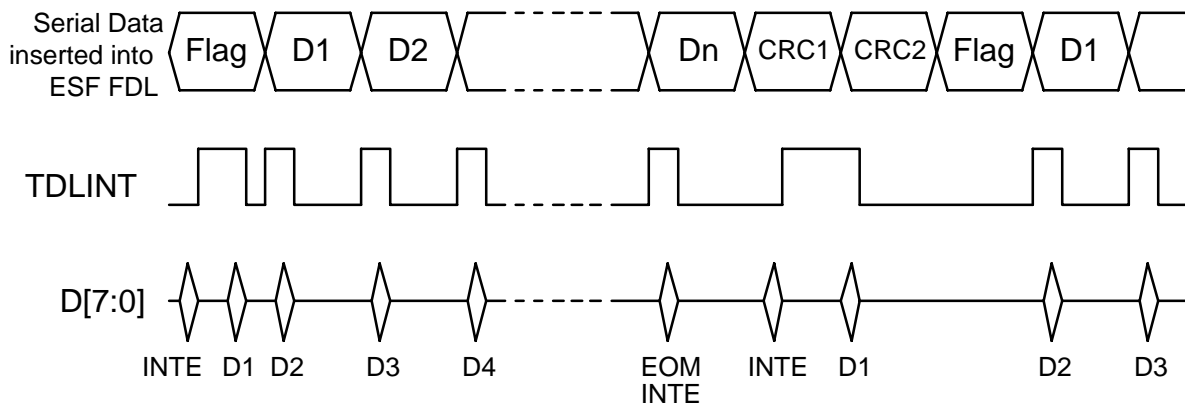 Serial Data
inserted into
ESF FDL
Flag D1 D2 Dn CRC1 CRC2 Flag D1
TDLINT
D[7:0]
INTE D1 D2 D3 D4 EOM INTE D1 D2 D3
INTE